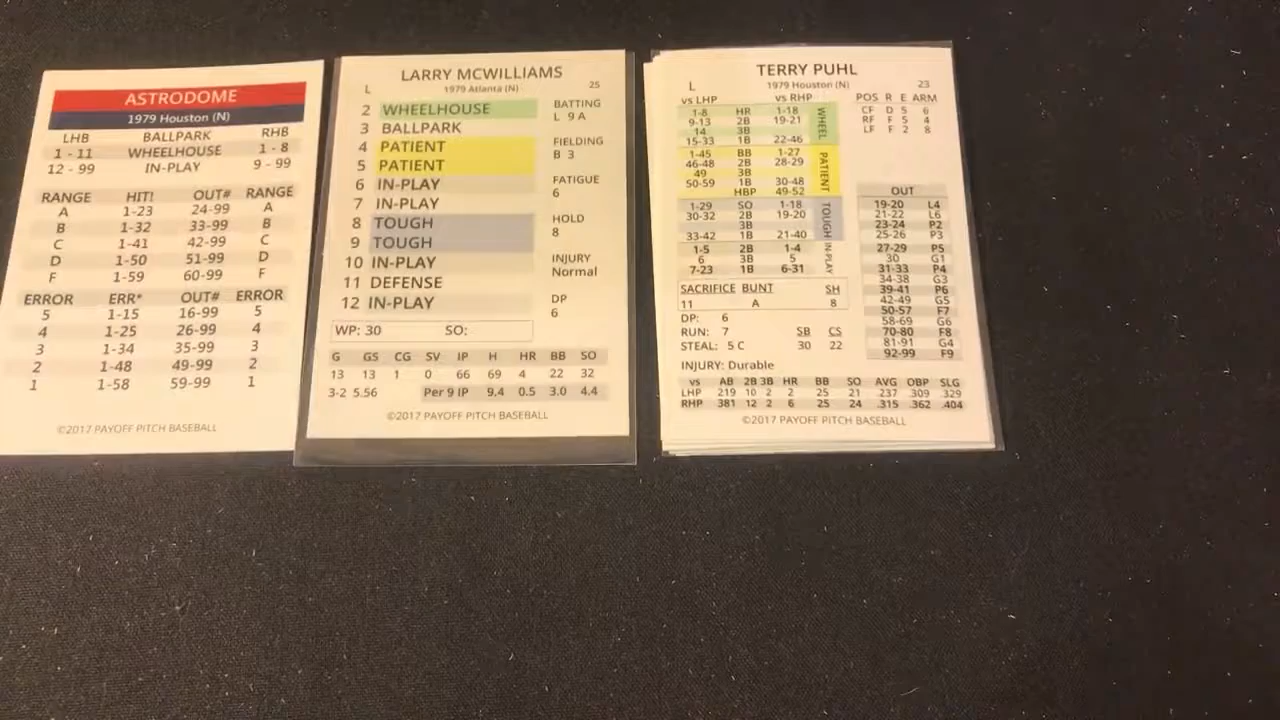 ASTRODOME
1979 Houston (N)
LHB BALLPARK RHB
1 - 11 WHEELHOUSE 1 - 8
12 - 99 IN-PLAY 9 - 99
RANGE HIT! OUT# RANGE
A 1-23 24-99 A
B 1-32 33-99 B
C 1-41 42-99 C
D 1-50 51-99 D
F 1-59 60-99 F
ERROR ERR* OUT# ERROR
5 1-15 16-99 5
4 1-25 26-99 4
3 1-34 35-99 3
2 1-48 49-99 2
1 1-58 59-99 1
©2017 PAYOFF PITCH BASEBALL
LARRY MCWILLIAMS
L 1979 Atlanta (N) 25
2 WHEELHOUSE
3 BALLPARK
4 PATIENT
5 PATIENT
6 IN-PLAY
7 IN-PLAY
8 TOUGH
9 TOUGH
10 IN-PLAY
11 DEFENSE
12 IN-PLAY
BATTING
L 9 A
FIELDING
B 3
FATIGUE
6
HOLD
8
INJURY
Normal
DP
6
WP: 30 SO:
G GS CG SV IP H HR BB SO
13 13 1 0 66 69 4 22 32
3-2 5.56 Per 9 IP 9.4 0.5 3.0 4.4
©2017 PAYOFF PITCH BASEBALL
TERRY PUHL
L 1979 Houston (N) 23
vs LHP vs RHP
1-8 HR 1-18
9-13 2B 19-21
14 3B
15-33 1B 22-46
WHEEL
1-45 BB 1-27
46-48 2B 28-29
49 3B
50-59 1B 30-48
HBP 49-52
PATIENT
1-29 SO 1-18
30-32 2B 19-20
3B
33-42 1B 21-40
TOUGH
1-5 2B 1-4
6 3B 5
7-23 1B 6-31
IN-PLAY
POS R E ARM
CF D 5 6
RF F 5 4
LF F 2 8
OUT
19-20 L4
21-22 L6
23-24 P2
25-26 P3
27-29 P5
30 G1
31-33 P4
34-38 G3
39-41 P6
42-49 G5
50-57 F7
58-69 G6
70-80 F8
81-91 G4
92-99 F9
SACRIFICE BUNT SH
11 A 8
DP: 6
RUN: 7 SB CS
STEAL: 5 C 30 22
INJURY: Durable
vs AB 2B 3B HR BB SO AVG OBP SLG
LHP 219 10 2 2 25 21 .237 .309 .329
RHP 381 12 2 6 25 24 .315 .362 .404
©2017 PAYOFF PITCH BASEBALL